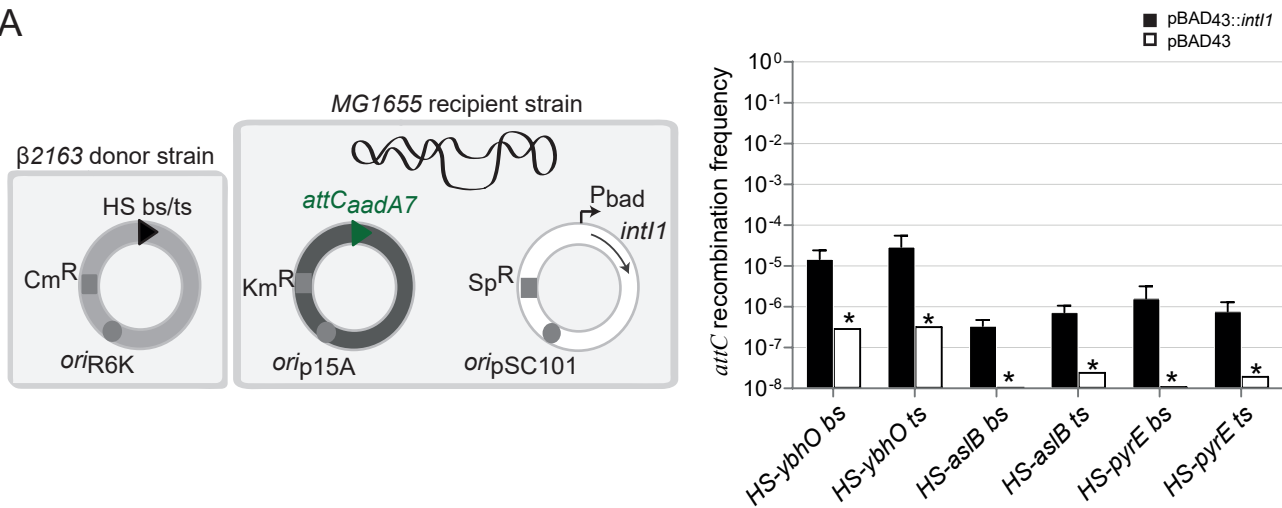 A
MG1655 recipient strain
β2163 donor strain
HS bs/ts
CmR
oriR6K
attCaadA7
KmR
orip15A
Pbad
intI1
SpR
oripSC101
pBAD43::intI1
pBAD43
attC recombination frequency
10^0
10^-1
10^-2
10^-3
10^-4
10^-5
10^-6
10^-7
10^-8
* * * * * *
HS-ybhO bs
HS-ybhO ts
HS-aslB bs
HS-aslB ts
HS-pyrE bs
HS-pyrE ts